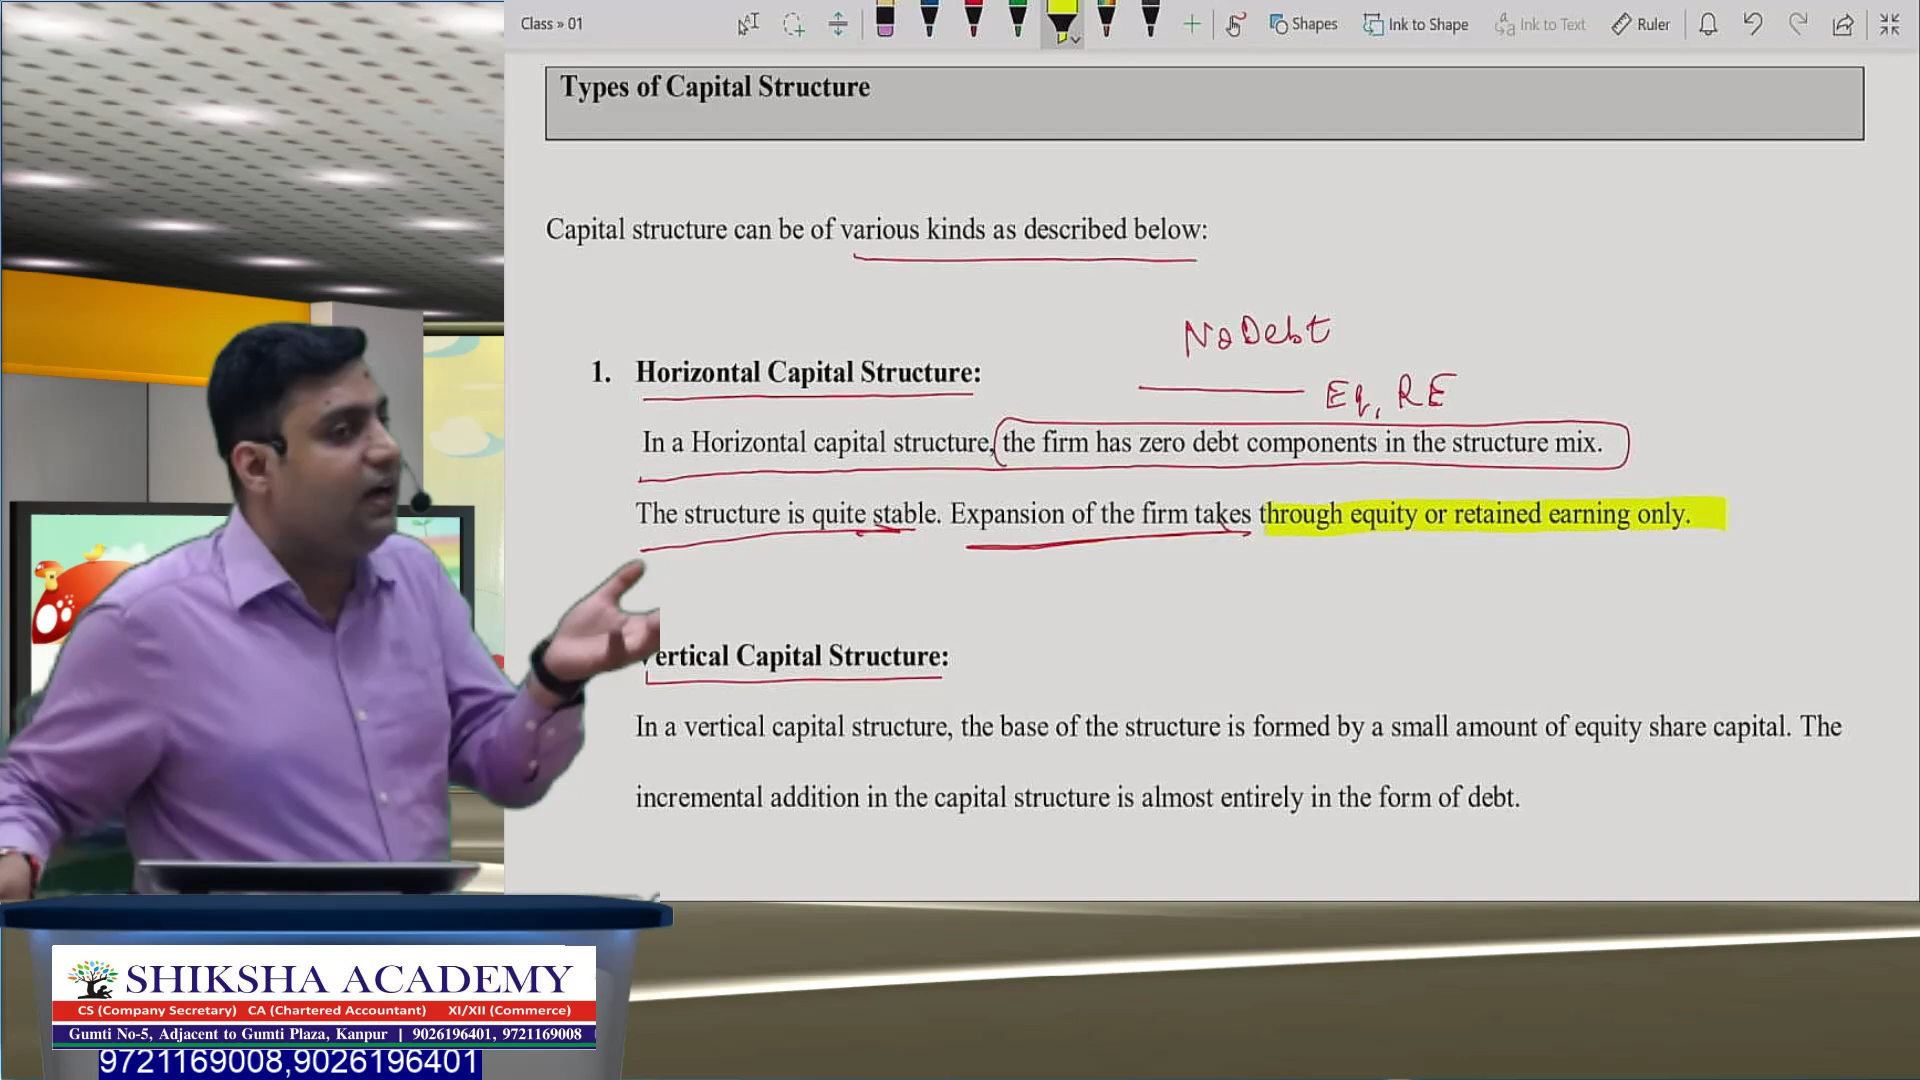 Class » 01
Shapes
Ink to Shape
Ink to Text
Ruler
Types of Capital Structure
Capital structure can be of various kinds as described below:
No Debt
1. Horizontal Capital Structure:
Eq, RE
In a Horizontal capital structure, the firm has zero debt components in the structure mix.
The structure is quite stable. Expansion of the firm takes through equity or retained earning only.
Vertical Capital Structure:
In a vertical capital structure, the base of the structure is formed by a small amount of equity share capital. The
incremental addition in the capital structure is almost entirely in the form of debt.
SHIKSHA ACADEMY
CS (Company Secretary) CA (Chartered Accountant) XI/XII (Commerce)
Gumti No-5, Adjacent to Gumti Plaza, Kanpur | 9026196401, 9721169008
9721169008,9026196401